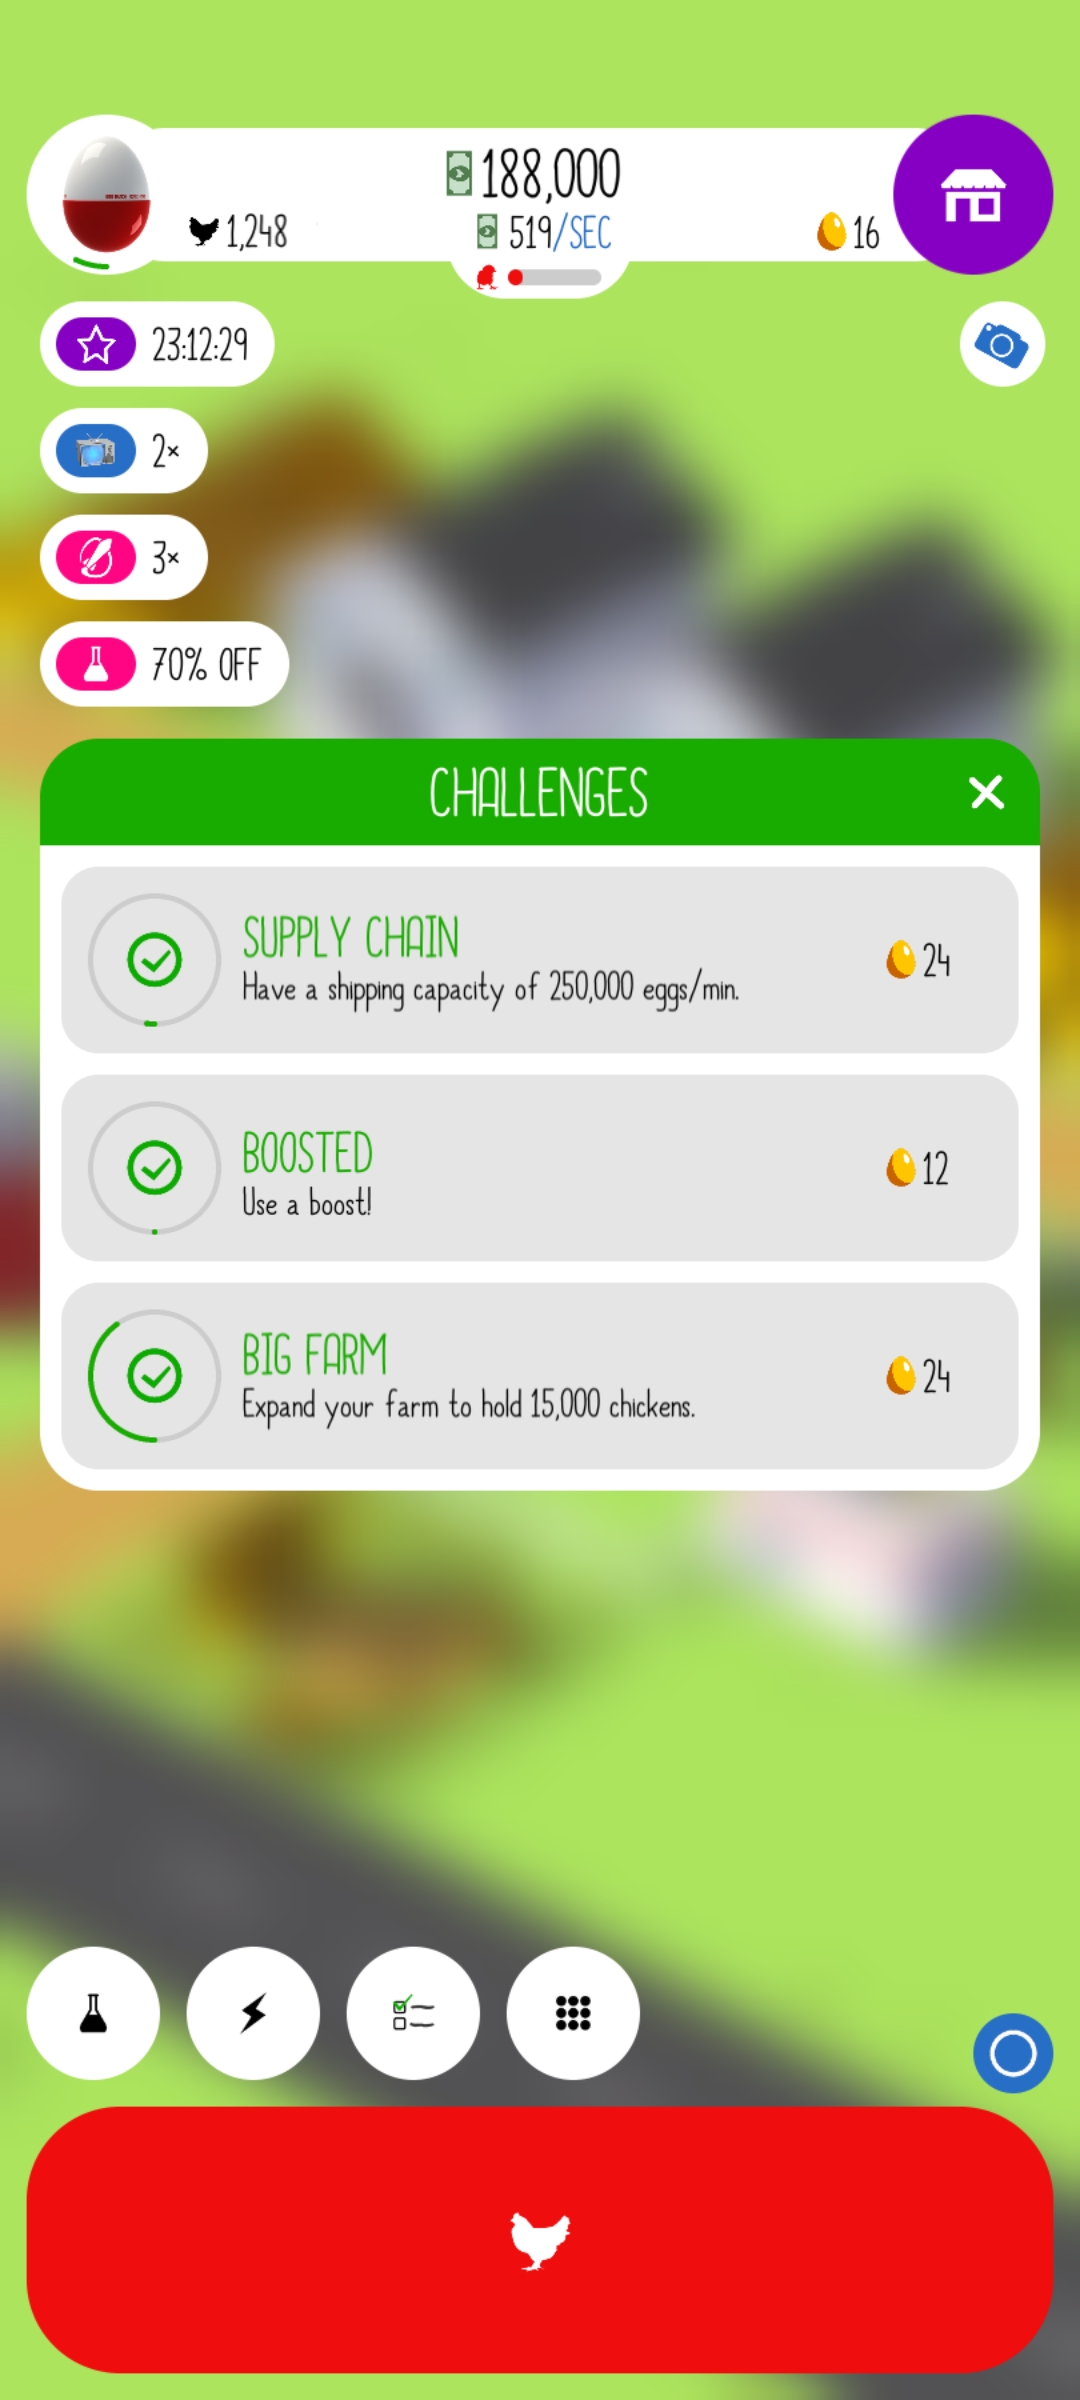 188,000
1,248
519/SEC
16
23:12:29
2×
3×
70% OFF
CHALLENGES
SUPPLY CHAIN
Have a shipping capacity of 250,000 eggs/min.
24
BOOSTED
Use a boost!
12
BIG FARM
Expand your farm to hold 15,000 chickens.
24